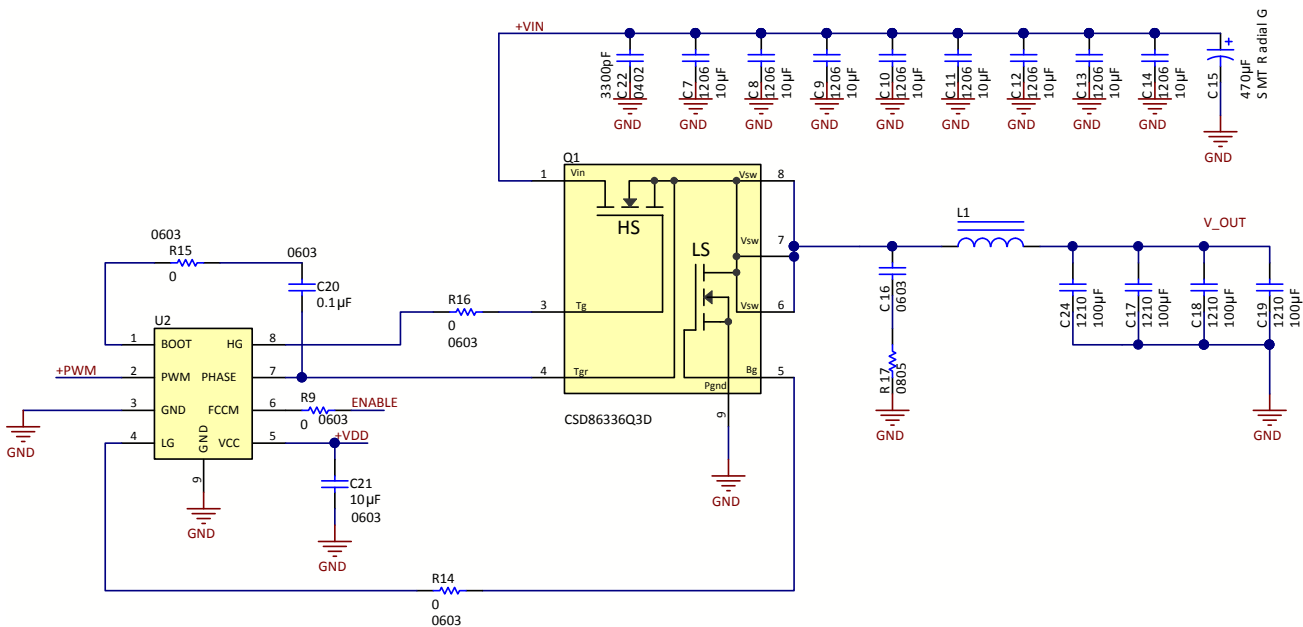 +VIN
3300pF
C22
0402
GND
C7
1206
10µF
GND
C8
1206
10µF
GND
C9
1206
10µF
GND
C10
1206
10µF
GND
C11
1206
10µF
GND
C12
1206
10µF
GND
C13
1206
10µF
GND
C14
1206
10µF
GND
C15
470µF
SMT Radial G
+
GND
Q1
1
Vin
HS
LS
Vsw
8
Vsw
7
Vsw
6
3
Tg
4
Tgr
Bg
5
Pgnd
9
CSD86336Q3D
GND
L1
V_OUT
C16
0603
R17
0805
GND
C24
1210
100µF
C17
1210
100µF
C18
1210
100µF
C19
1210
100µF
GND
0603
R15
0
0603
C20
0.1µF
R16
0
0603
U2
1
BOOT
HG
8
+PWM
2
PWM
PHASE
7
3
GND
FCCM
6
R9
0
0603
ENABLE
4
LG
GND
VCC
5
+VDD
9
GND
GND
C21
10µF
0603
GND
R14
0
0603